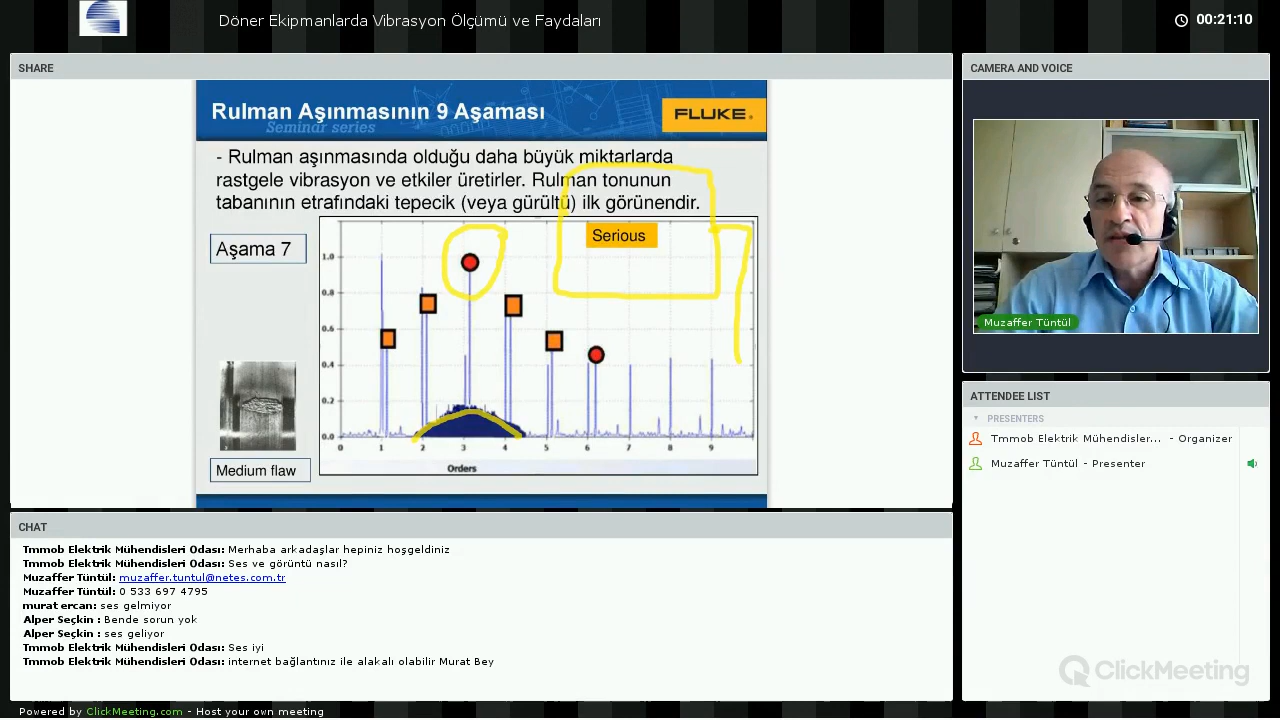 Döner Ekipmanlarda Vibrasyon Ölçümü ve Faydaları
00:21:10
SHARE
Rulman Aşınmasının 9 Aşaması
Seminar series
FLUKE.
- Rulman aşınmasında olduğu daha büyük miktarlarda
rastgele vibrasyon ve etkiler üretirler. Rulman tonunun
tabanının etrafındaki tepecik (veya gürültü) ilk görünendir.
Aşama 7
Serious
1.0
0.8
0.6
0.4
0.2
0.0
0 1 2 3 4 5 6 7 8 9
Orders
Medium flaw
CAMERA AND VOICE
Muzaffer Tüntül
ATTENDEE LIST
PRESENTERS
Tmmob Elektrik Mühendisler... - Organizer
Muzaffer Tüntül - Presenter
CHAT
Tmmob Elektrik Mühendisleri Odası: Merhaba arkadaşlar hepiniz hoşgeldiniz
Tmmob Elektrik Mühendisleri Odası: Ses ve görüntü nasıl?
Muzaffer Tüntül: muzaffer.tuntul@netes.com.tr
Muzaffer Tüntül: 0 533 697 4795
murat ercan: ses gelmiyor
Alper Seçkin : Bende sorun yok
Alper Seçkin : ses geliyor
Tmmob Elektrik Mühendisleri Odası: Ses iyi
Tmmob Elektrik Mühendisleri Odası: internet bağlantınız ile alakalı olabilir Murat Bey
ClickMeeting
Powered by ClickMeeting.com - Host your own meeting